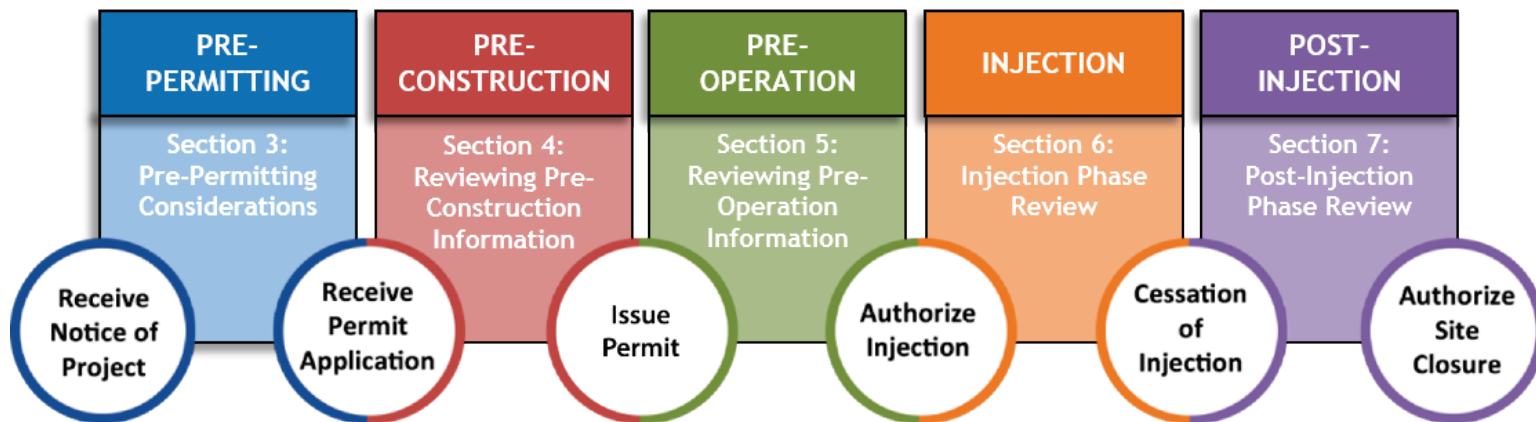 PRE-
PERMITTING
Section 3:
Pre-Permitting
Considerations
PRE-
CONSTRUCTION
Section 4:
Reviewing Pre-
Construction
Information
PRE-
OPERATION
Section 5:
Reviewing Pre-
Operation
Information
INJECTION
Section 6:
Injection Phase
Review
POST-
INJECTION
Section 7:
Post-Injection
Phase Review
Receive
Notice of
Project
Receive
Permit
Application
Issue
Permit
Authorize
Injection
Cessation
of
Injection
Authorize
Site
Closure